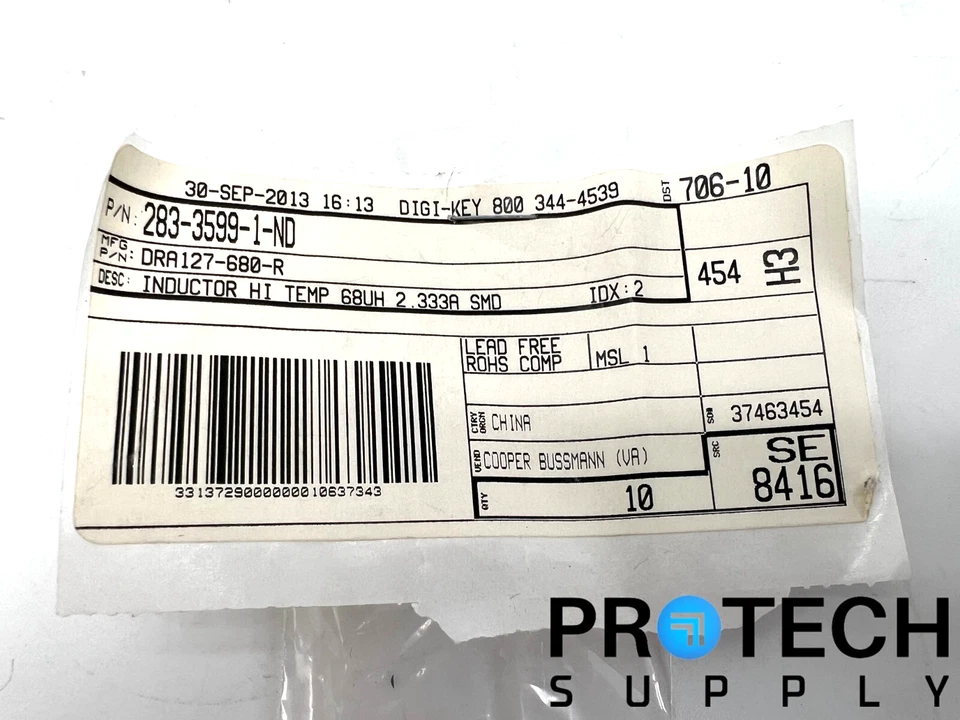 30-SEP-2013 16:13 DIGI-KEY 800 344-4539 DST 706-10
P/N: 283-3599-1-ND
MFG P/N: DRA127-680-R
454 H3
DESC: INDUCTOR HI TEMP 68UH 2.333A SMD IDX:2
LEAD FREE
ROHS COMP
MSL 1
CTRY ORGN CHINA
SO# 37463454
VEND COOPER BUSSMANN (VA)
SRC SE
8416
QTY 10
3313729000000010637343
PROTECH
SUPPLY